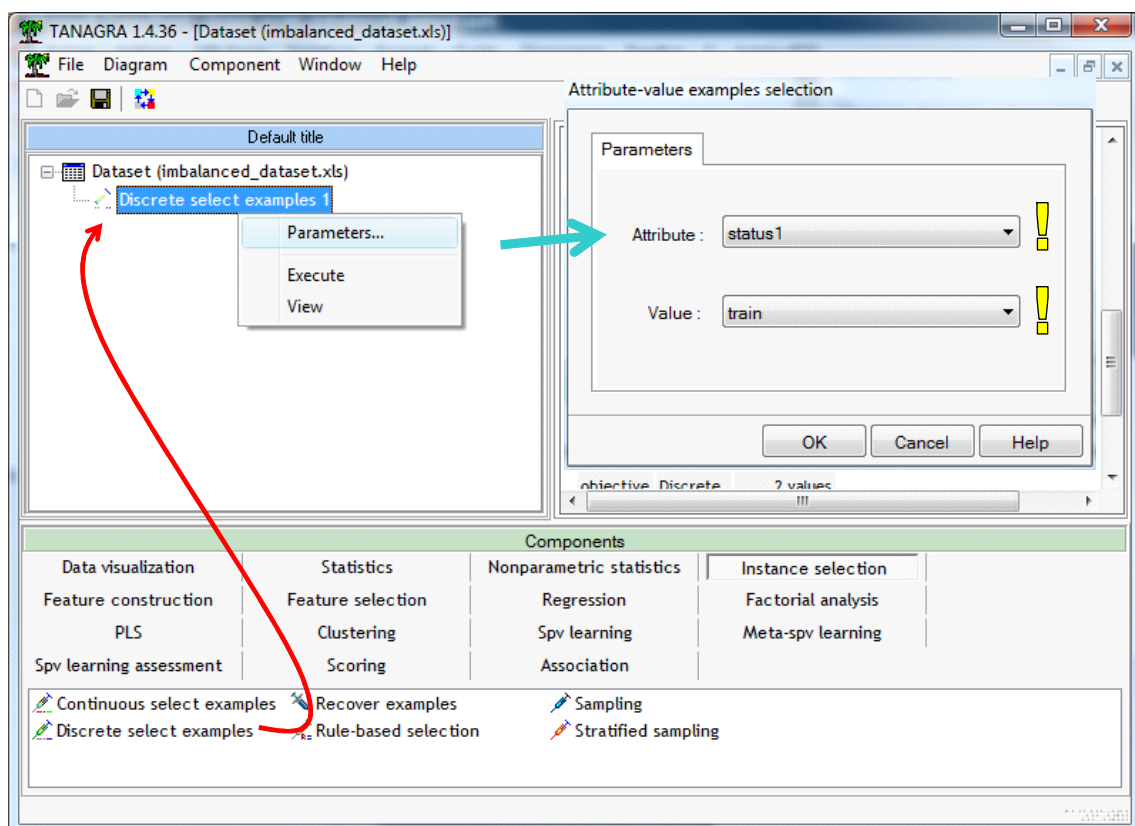 TANAGRA 1.4.36 - [Dataset (imbalanced_dataset.xls)]
File Diagram Component Window Help
Default title
Dataset (imbalanced_dataset.xls)
Discrete select examples 1
Parameters...
Execute
View
Attribute-value examples selection
Parameters
Attribute : status1
Value : train
OK Cancel Help
objective Discrete 2 values
Components
Data visualization Statistics Nonparametric statistics Instance selection
Feature construction Feature selection Regression Factorial analysis
PLS Clustering Spv learning Meta-spv learning
Spv learning assessment Scoring Association
Continuous select examples Recover examples Sampling
Discrete select examples Rule-based selection Stratified sampling